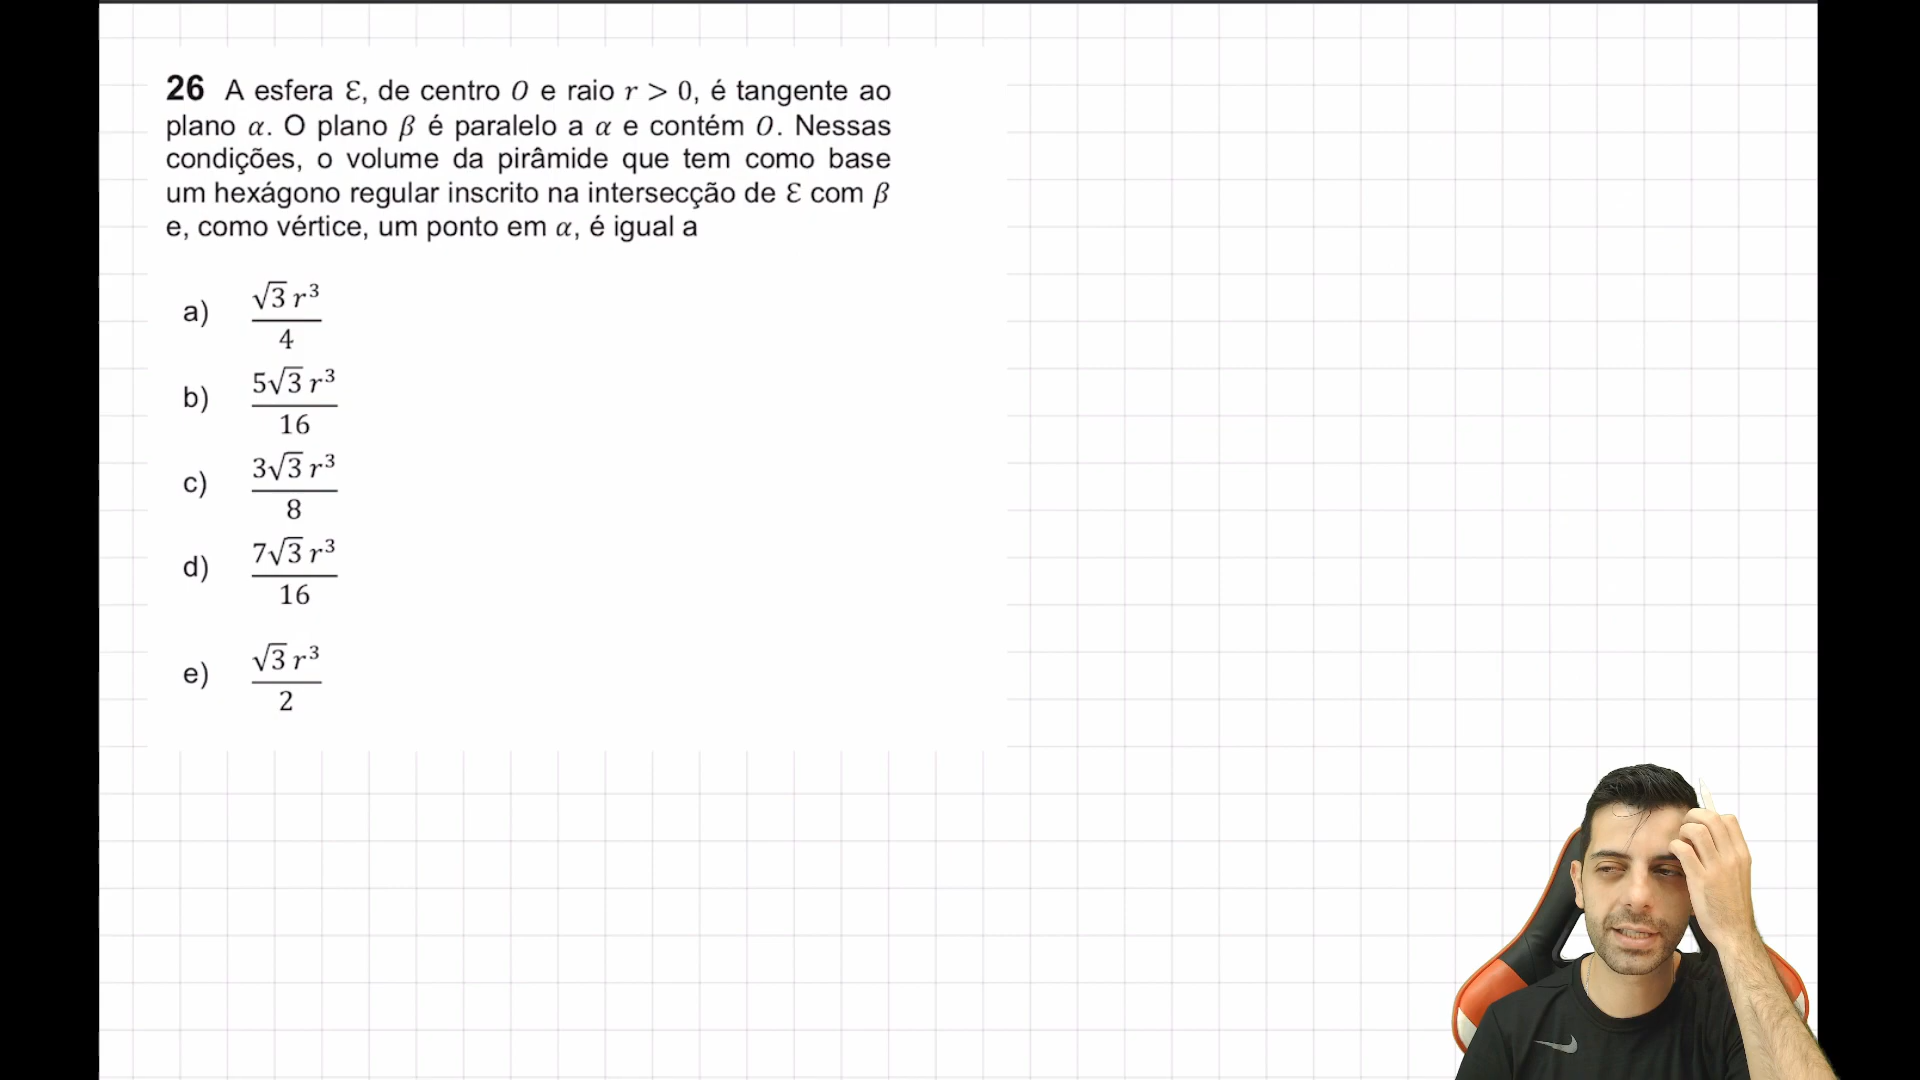 26 A esfera Ɛ, de centro O e raio r > 0, é tangente ao
plano α. O plano β é paralelo a α e contém O. Nessas
condições, o volume da pirâmide que tem como base
um hexágono regular inscrito na intersecção de Ɛ com β
e, como vértice, um ponto em α, é igual a
a) √3 r³ / 4
b) 5√3 r³ / 16
c) 3√3 r³ / 8
d) 7√3 r³ / 16
e) √3 r³ / 2